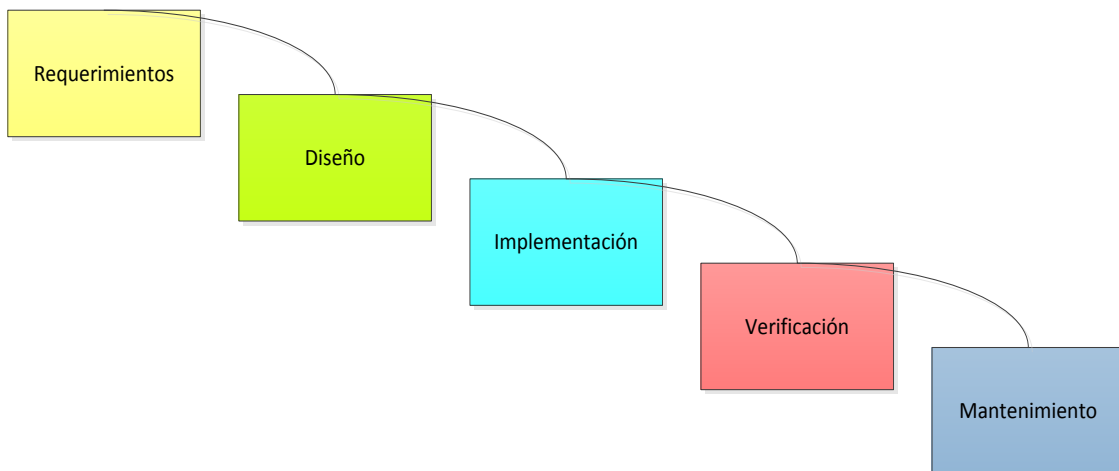 Requerimientos
Diseño
Implementación
Verificación
Mantenimiento